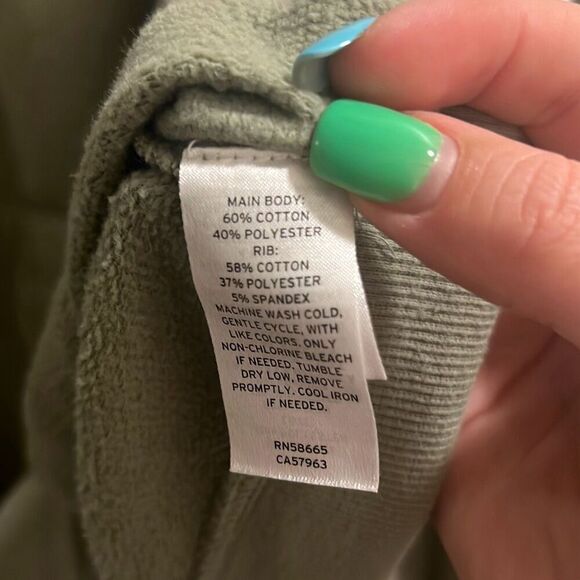 MAIN BODY:
60% COTTON
40% POLYESTER
RIB:
58% COTTON
37% POLYESTER
5% SPANDEX
MACHINE WASH COLD,
GENTLE CYCLE, WITH
LIKE COLORS. ONLY
NON-CHLORINE BLEACH
IF NEEDED. TUMBLE
DRY LOW, REMOVE
PROMPTLY. COOL IRON
IF NEEDED.
RN58665
CA57963